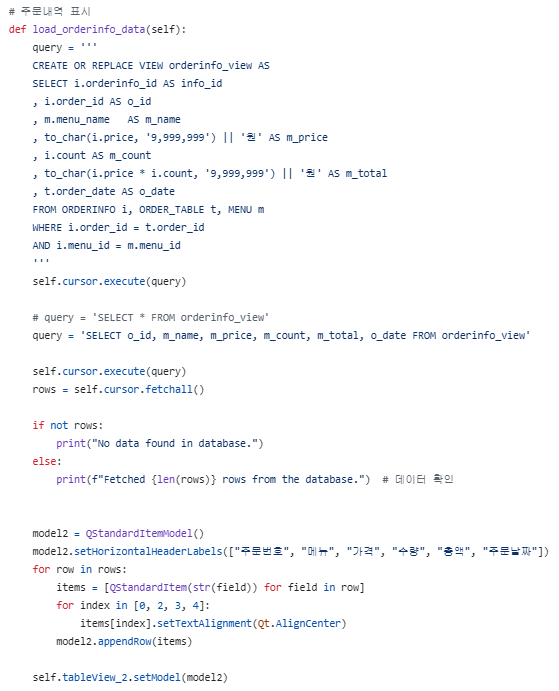 # 주문내역 표시
def load_orderinfo_data(self):
    query = '''
    CREATE OR REPLACE VIEW orderinfo_view AS
    SELECT i.orderinfo_id AS info_id
    , i.order_id AS o_id
    , m.menu_name   AS m_name
    , to_char(i.price, '9,999,999') || '원' AS m_price
    , i.count AS m_count
    , to_char(i.price * i.count, '9,999,999') || '원' AS m_total
    , t.order_date AS o_date
    FROM ORDERINFO i, ORDER_TABLE t, MENU m
    WHERE i.order_id = t.order_id
    AND i.menu_id = m.menu_id
    '''
    self.cursor.execute(query)

    # query = 'SELECT * FROM orderinfo_view'
    query = 'SELECT o_id, m_name, m_price, m_count, m_total, o_date FROM orderinfo_view'

    self.cursor.execute(query)
    rows = self.cursor.fetchall()

    if not rows:
        print("No data found in database.")
    else:
        print(f"Fetched {len(rows)} rows from the database.")  # 데이터 확인

    model2 = QStandardItemModel()
    model2.setHorizontalHeaderLabels(["주문번호", "메뉴", "가격", "수량", "총액", "주문날짜"])
    for row in rows:
        items = [QStandardItem(str(field)) for field in row]
        for index in [0, 2, 3, 4]:
            items[index].setTextAlignment(Qt.AlignCenter)
        model2.appendRow(items)

    self.tableView_2.setModel(model2)